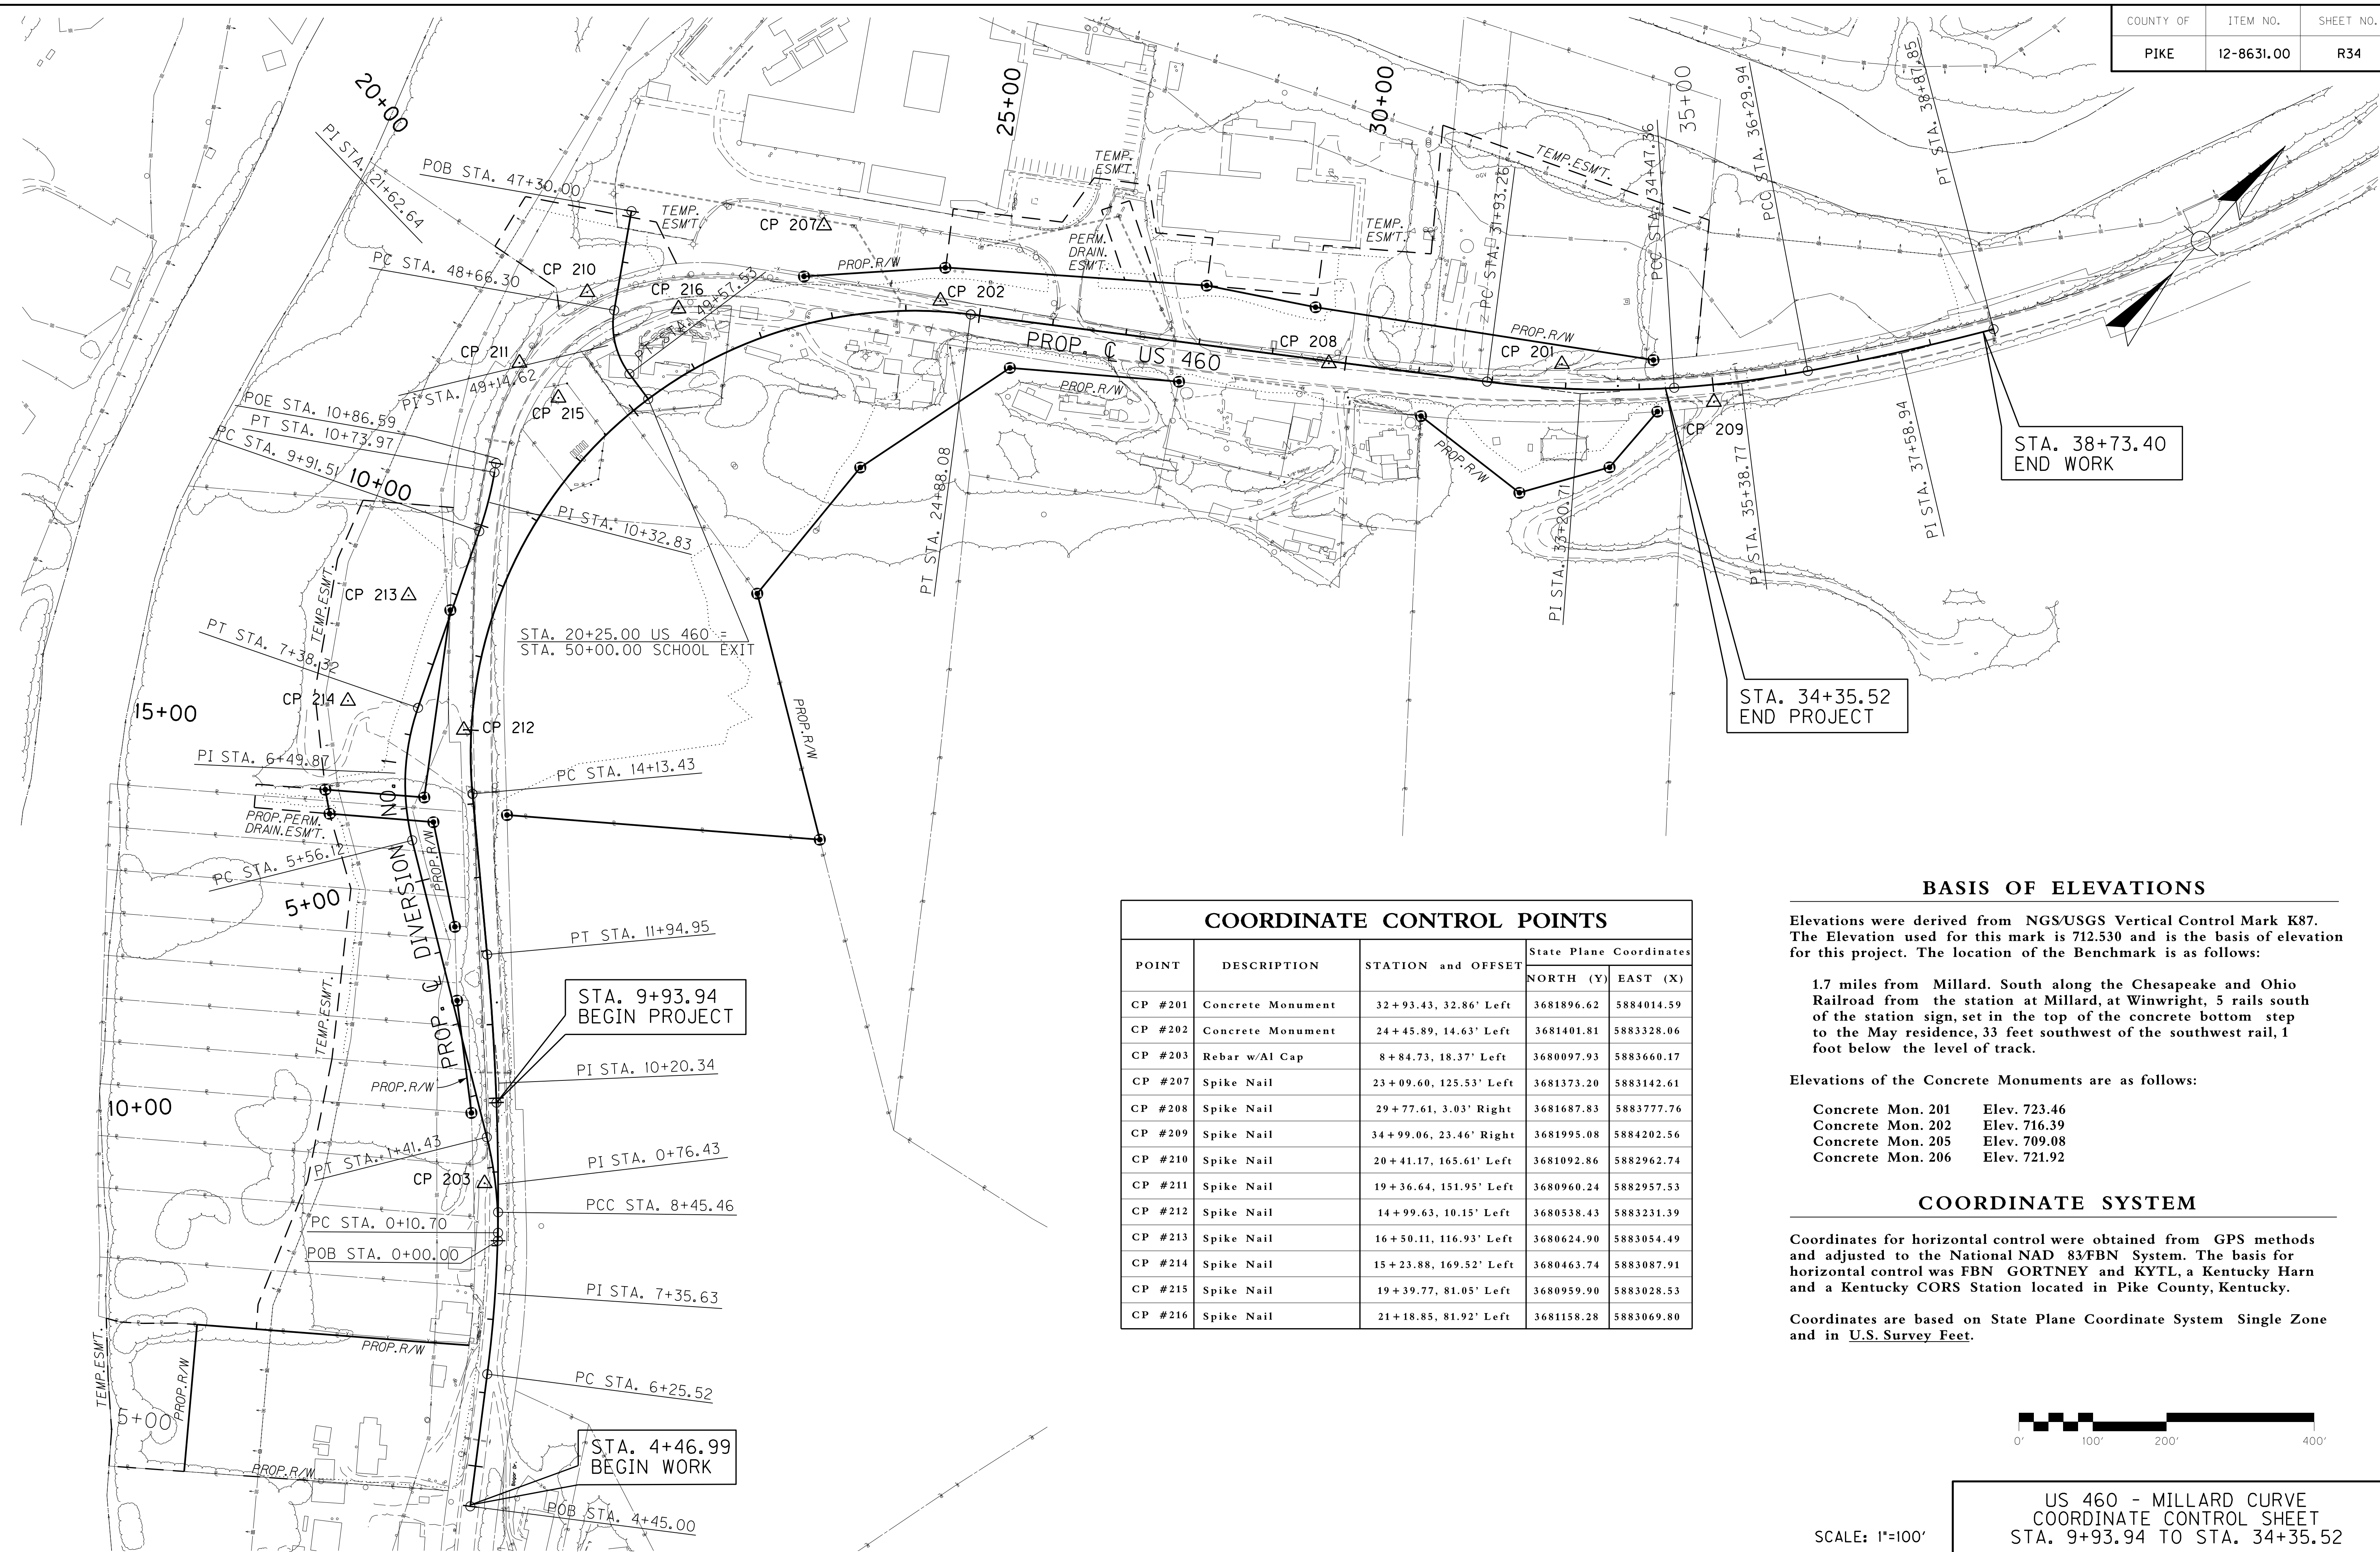 COUNTY OF ITEM NO. SHEET NO.
PIKE 12-8631.00 R34
20+00
PI STA. 21+62.64
POB STA. 47+30.00
PC STA. 48+66.30
CP 210
CP 216
TEMP.
ESM'T.
CP 207
PROP.R/W
CP 202
25+00
TEMP.
ESM'T.
PERM.
DRAIN.
ESM'T.
30+00
TEMP.
ESM'T.
TEMP.ESM'T.
PC STA. 31+93.26
PCC STA. 34+47.36
35+00
PCC STA. 36+29.94
PT STA. 38+87.85
PT STA. 49+57.53
CP 211
PI STA. 49+14.62
CP 215
PROP. ℄ US 460
CP 208
CP 201
PROP.R/W
PROP.R/W
PROP.R/W
CP 209
POE STA. 10+86.59
PT STA. 10+73.97
PC STA. 9+91.51
10+00
PI STA. 10+32.83
PT STA. 24+88.08
PI STA. 33+20.71
PI STA. 35+38.77
PI STA. 37+58.94
STA. 38+73.40
END WORK
STA. 34+35.52
END PROJECT
TEMP.ESM'T.
CP 213
PT STA. 7+38.32
STA. 20+25.00 US 460 =
STA. 50+00.00 SCHOOL EXIT
CP 214
15+00
CP 212
PROP.R/W
PI STA. 6+49.87
PC STA. 14+13.43
PROP.PERM.
DRAIN.ESM'T.
PC STA. 5+56.12
PROP.R/W
5+00
PROP. ℄ DIVERSION NO. 1
PT STA. 11+94.95
STA. 9+93.94
BEGIN PROJECT
TEMP.ESM'T.
PI STA. 10+20.34
PROP.R/W
10+00
PT STA. 1+41.43
PI STA. 0+76.43
CP 203
PCC STA. 8+45.46
PC STA. 0+10.70
POB STA. 0+00.00
PI STA. 7+35.63
PROP.R/W
TEMP.ESM'T.
PROP.R/W
PC STA. 6+25.52
5+00
STA. 4+46.99
BEGIN WORK
PROP.R/W
POB STA. 4+45.00
COORDINATE CONTROL POINTS
POINT DESCRIPTION STATION and OFFSET State Plane Coordinates
NORTH (Y) EAST (X)
CP #201 Concrete Monument 32+93.43, 32.86' Left 3681896.62 5884014.59
CP #202 Concrete Monument 24+45.89, 14.63' Left 3681401.81 5883328.06
CP #203 Rebar w/Al Cap 8+84.73, 18.37' Left 3680097.93 5883660.17
CP #207 Spike Nail 23+09.60, 125.53' Left 3681373.20 5883142.61
CP #208 Spike Nail 29+77.61, 3.03' Right 3681687.83 5883777.76
CP #209 Spike Nail 34+99.06, 23.46' Right 3681995.08 5884202.56
CP #210 Spike Nail 20+41.17, 165.61' Left 3681092.86 5882962.74
CP #211 Spike Nail 19+36.64, 151.95' Left 3680960.24 5882957.53
CP #212 Spike Nail 14+99.63, 10.15' Left 3680538.43 5883231.39
CP #213 Spike Nail 16+50.11, 116.93' Left 3680624.90 5883054.49
CP #214 Spike Nail 15+23.88, 169.52' Left 3680463.74 5883087.91
CP #215 Spike Nail 19+39.77, 81.05' Left 3680959.90 5883028.53
CP #216 Spike Nail 21+18.85, 81.92' Left 3681158.28 5883069.80
BASIS OF ELEVATIONS
Elevations were derived from NGS/USGS Vertical Control Mark K87.
The Elevation used for this mark is 712.530 and is the basis of elevation
for this project. The location of the Benchmark is as follows:
1.7 miles from Millard. South along the Chesapeake and Ohio
Railroad from the station at Millard, at Winwright, 5 rails south
of the station sign, set in the top of the concrete bottom step
to the May residence, 33 feet southwest of the southwest rail, 1
foot below the level of track.
Elevations of the Concrete Monuments are as follows:
Concrete Mon. 201 Elev. 723.46
Concrete Mon. 202 Elev. 716.39
Concrete Mon. 205 Elev. 709.08
Concrete Mon. 206 Elev. 721.92
COORDINATE SYSTEM
Coordinates for horizontal control were obtained from GPS methods
and adjusted to the National NAD 83/FBN System. The basis for
horizontal control was FBN GORTNEY and KYTL, a Kentucky Harn
and a Kentucky CORS Station located in Pike County, Kentucky.
Coordinates are based on State Plane Coordinate System Single Zone
and in U.S. Survey Feet.
0' 100' 200' 400'
SCALE: 1"=100'
US 460 - MILLARD CURVE
COORDINATE CONTROL SHEET
STA. 9+93.94 TO STA. 34+35.52